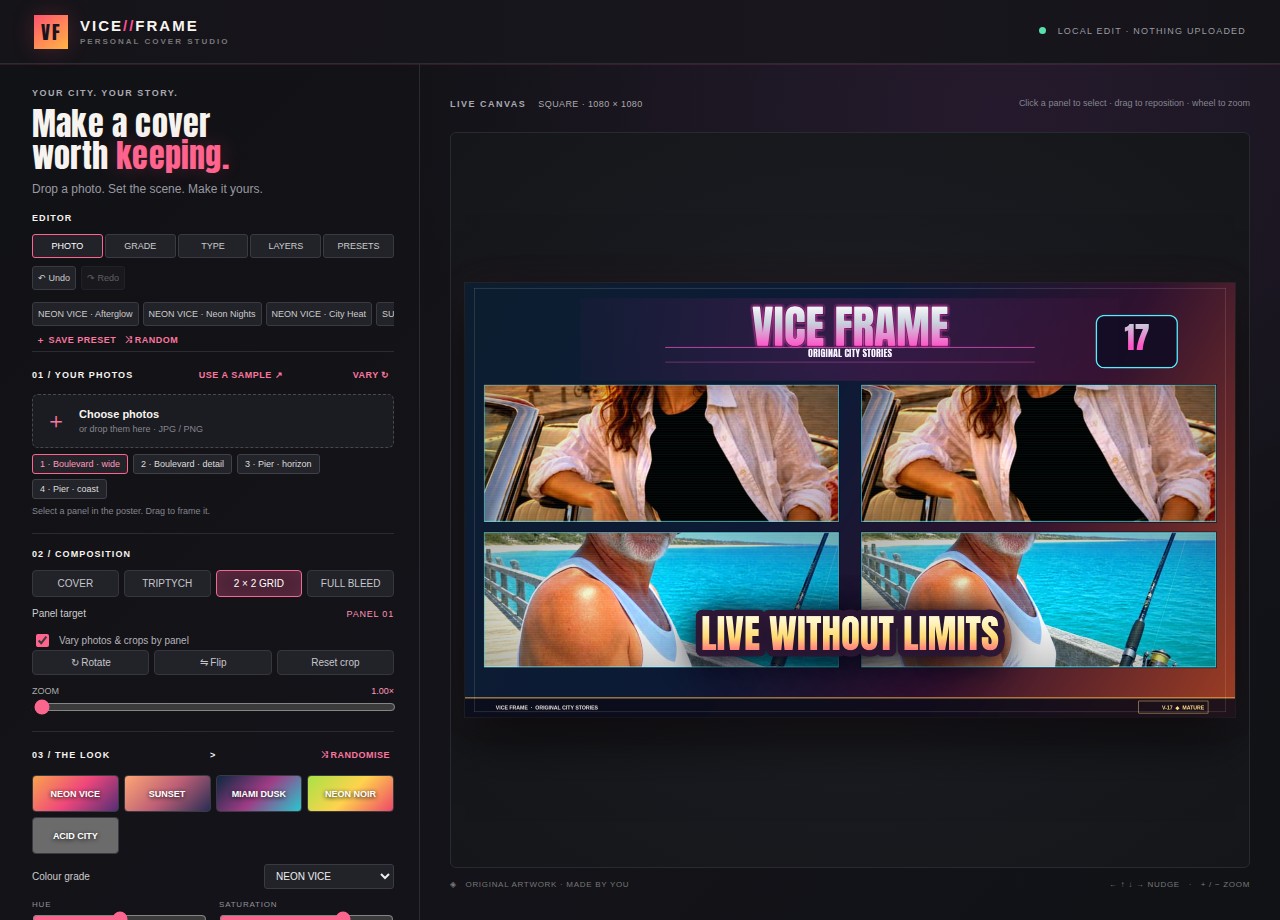 VF
VICE//FRAME
PERSONAL COVER STUDIO
LOCAL EDIT · NOTHING UPLOADED
YOUR CITY. YOUR STORY.
Make a cover
worth keeping.
Drop a photo. Set the scene. Make it yours.
EDITOR
PHOTO GRADE TYPE LAYERS PRESETS
↶ Undo ↷ Redo
NEON VICE · Afterglow NEON VICE · Neon Nights NEON VICE · City Heat SU
+ SAVE PRESET ⤨ RANDOM
01 / YOUR PHOTOS USE A SAMPLE ↗ VARY ↻
+ Choose photos
or drop them here · JPG / PNG
1 · Boulevard · wide 2 · Boulevard · detail 3 · Pier · horizon
4 · Pier · coast
Select a panel in the poster. Drag to frame it.
02 / COMPOSITION
COVER TRIPTYCH 2 × 2 GRID FULL BLEED
Panel target PANEL 01
Vary photos & crops by panel
↻ Rotate ⇋ Flip Reset crop
ZOOM 1.00×
03 / THE LOOK > ⤨ RANDOMISE
NEON VICE SUNSET MIAMI DUSK NEON NOIR
ACID CITY
Colour grade NEON VICE
HUE SATURATION
LIVE CANVAS SQUARE · 1080 × 1080
Click a panel to select · drag to reposition · wheel to zoom
VICE FRAME
ORIGINAL CITY STORIES
17
LIVE WITHOUT LIMITS
VICE FRAME · ORIGINAL CITY STORIES
V-17 ◆ MATURE
◈ ORIGINAL ARTWORK · MADE BY YOU
← ↑ ↓ → NUDGE · + / − ZOOM